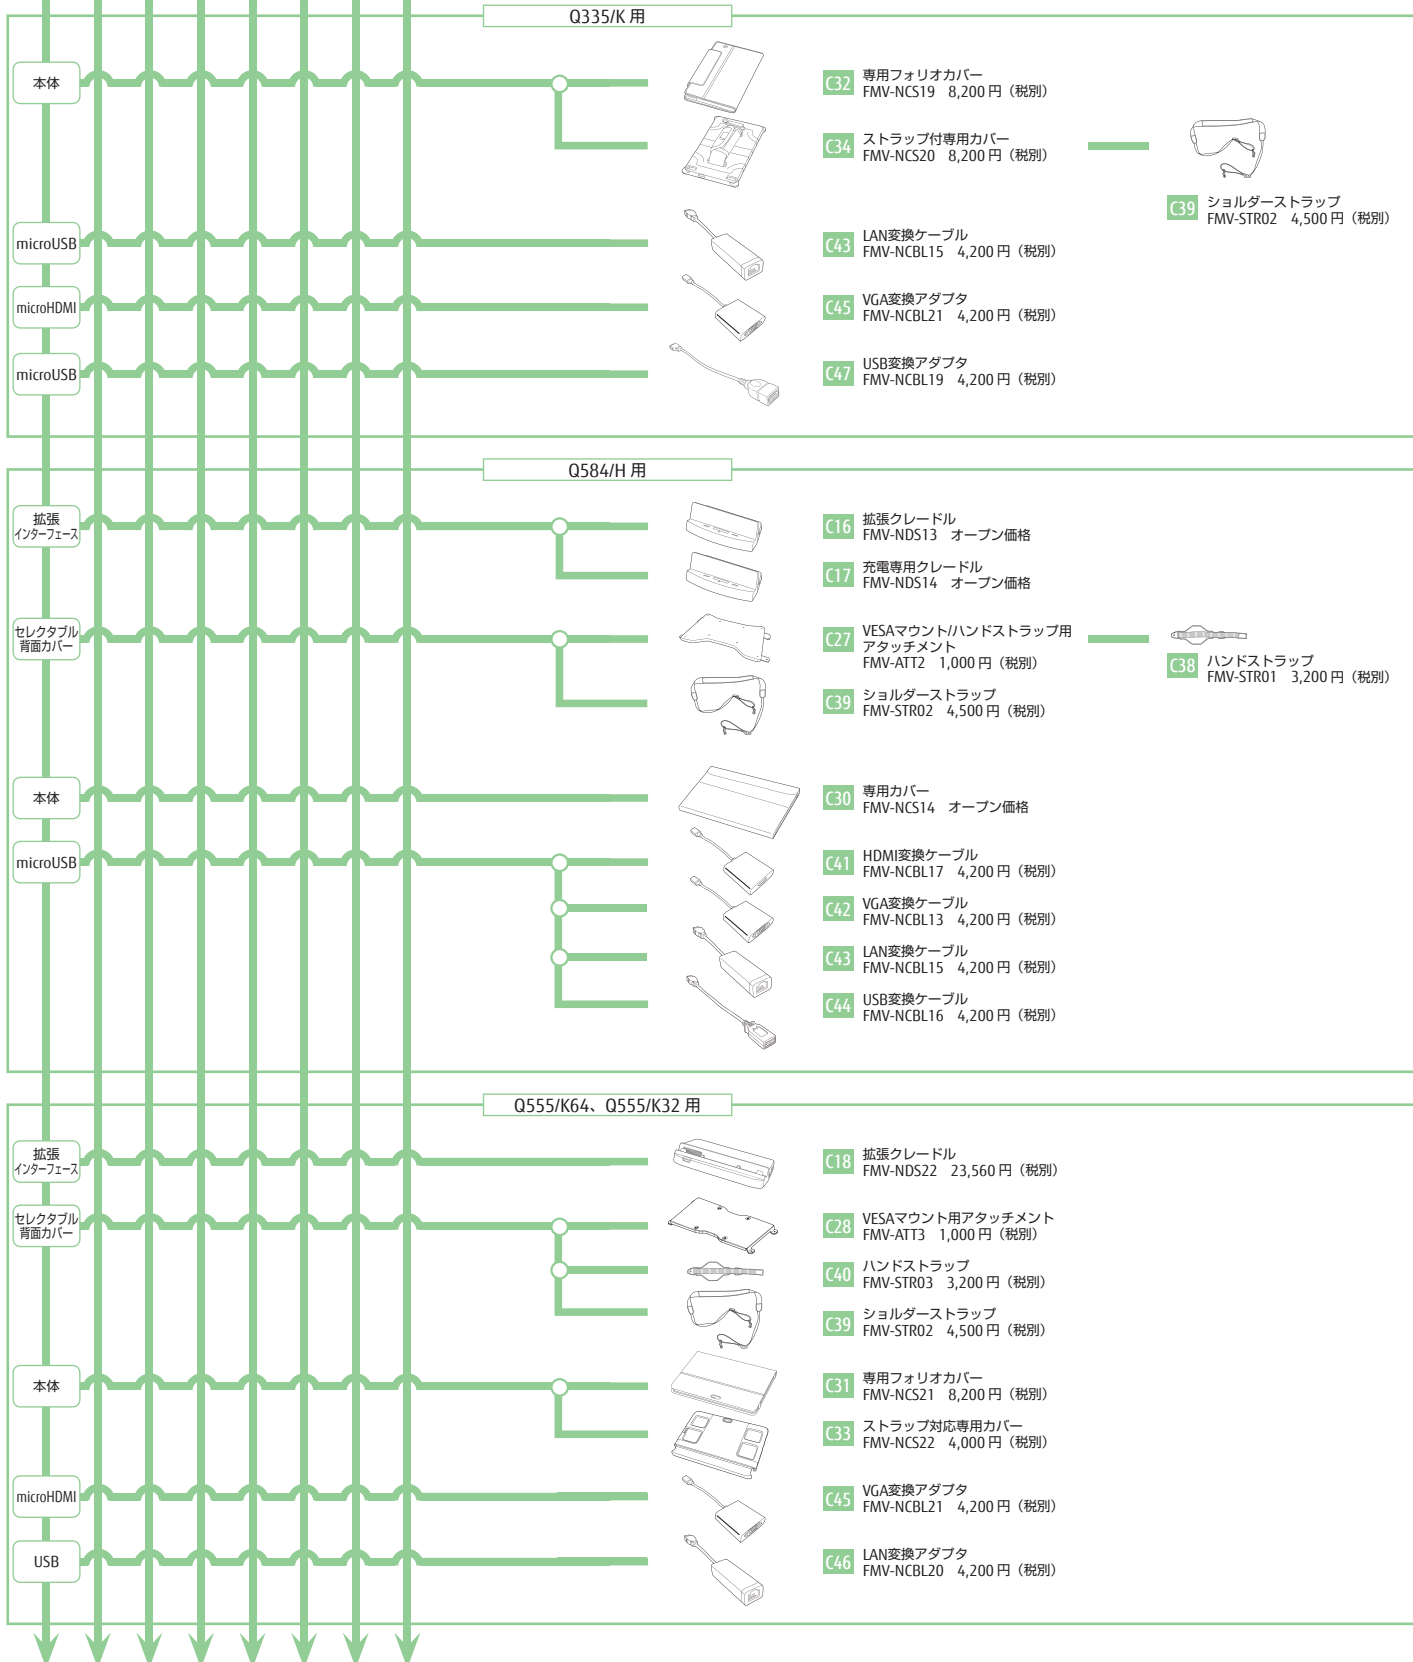 Q335/K 用
本体
C32 専用フォリオカバー
FMV-NCS19 8,200 円（税別）
C34 ストラップ付専用カバー
FMV-NCS20 8,200 円（税別）
C39 ショルダーストラップ
FMV-STR02 4,500 円（税別）
microUSB
C43 LAN変換ケーブル
FMV-NCBL15 4,200 円（税別）
microHDMI
C45 VGA変換アダプタ
FMV-NCBL21 4,200 円（税別）
microUSB
C47 USB変換アダプタ
FMV-NCBL19 4,200 円（税別）
Q584/H 用
拡張
インターフェース
C16 拡張クレードル
FMV-NDS13 オープン価格
C17 充電専用クレードル
FMV-NDS14 オープン価格
セレクタブル
背面カバー
C27 VESAマウント/ハンドストラップ用
アタッチメント
FMV-ATT2 1,000 円（税別）
C38 ハンドストラップ
FMV-STR01 3,200 円（税別）
C39 ショルダーストラップ
FMV-STR02 4,500 円（税別）
本体
C30 専用カバー
FMV-NCS14 オープン価格
microUSB
C41 HDMI変換ケーブル
FMV-NCBL17 4,200 円（税別）
C42 VGA変換ケーブル
FMV-NCBL13 4,200 円（税別）
C43 LAN変換ケーブル
FMV-NCBL15 4,200 円（税別）
C44 USB変換ケーブル
FMV-NCBL16 4,200 円（税別）
Q555/K64、Q555/K32 用
拡張
インターフェース
C18 拡張クレードル
FMV-NDS22 23,560 円（税別）
セレクタブル
背面カバー
C28 VESAマウント用アタッチメント
FMV-ATT3 1,000 円（税別）
C40 ハンドストラップ
FMV-STR03 3,200 円（税別）
C39 ショルダーストラップ
FMV-STR02 4,500 円（税別）
本体
C31 専用フォリオカバー
FMV-NCS21 8,200 円（税別）
C33 ストラップ対応専用カバー
FMV-NCS22 4,000 円（税別）
microHDMI
C45 VGA変換アダプタ
FMV-NCBL21 4,200 円（税別）
USB
C46 LAN変換アダプタ
FMV-NCBL20 4,200 円（税別）